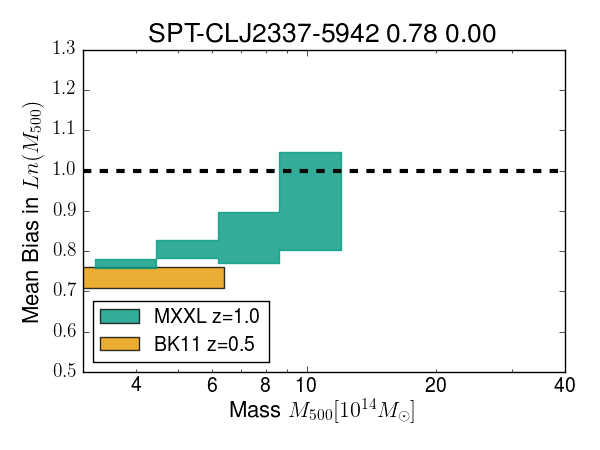 SPT-CLJ2337-5942 0.78 0.00
1.3
1.2
1.1
1.0
0.9
0.8
0.7
0.6
0.5
Mean Bias in Ln(M500)
MXXL z=1.0
BK11 z=0.5
4 6 8 10 20 40
Mass M500[10^14 M⊙]